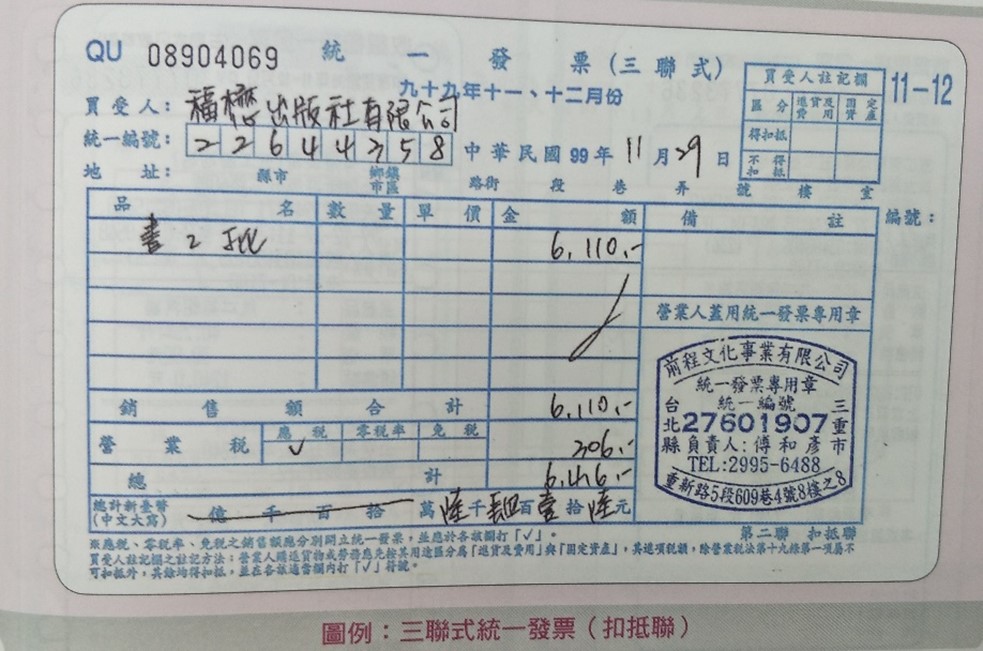 QU 08904069 統一發票(三聯式)
九十九年十一、十二月份
11-12
買受人註記欄
區分 進貨及費用 固定資產
得扣抵
不得扣抵
買受人:福懋出版社有限公司
統一編號:22644358 中華民國99年11月29日
地址: 縣市 鄉鎮市區 路街 段 巷 弄 號 樓 室
品名 數量 單價 金額 備註 編號:
書2批 6,110.-
營業人蓋用統一發票專用章
前程文化事業有限公司
統一發票專用章
統一編號
27601907
台北縣 三重市
負責人:傅和彥
TEL:2995-6488
重新路5段609巷4號8樓之8
銷售額合計 6,110.-
營業稅 應稅 零稅率 免稅 306.-
✓
總計 6,416.-
總計新臺幣
(中文大寫) 億千百拾萬陸千肆百壹拾陸元
第二聯 扣抵聯
※應稅、零稅率、免稅之銷售額應分別開立統一發票,並應於各該欄打「✓」。
買受人註記欄之註記方法:營業人購進貨物或勞務應先按其用途區分為「進貨及費用」與「固定資產」,其進項稅額,除營業稅法第十九條第一項屬不
可扣抵外,其餘均得扣抵,並在各該適當欄內打「✓」符號。
圖例:三聯式統一發票(扣抵聯)